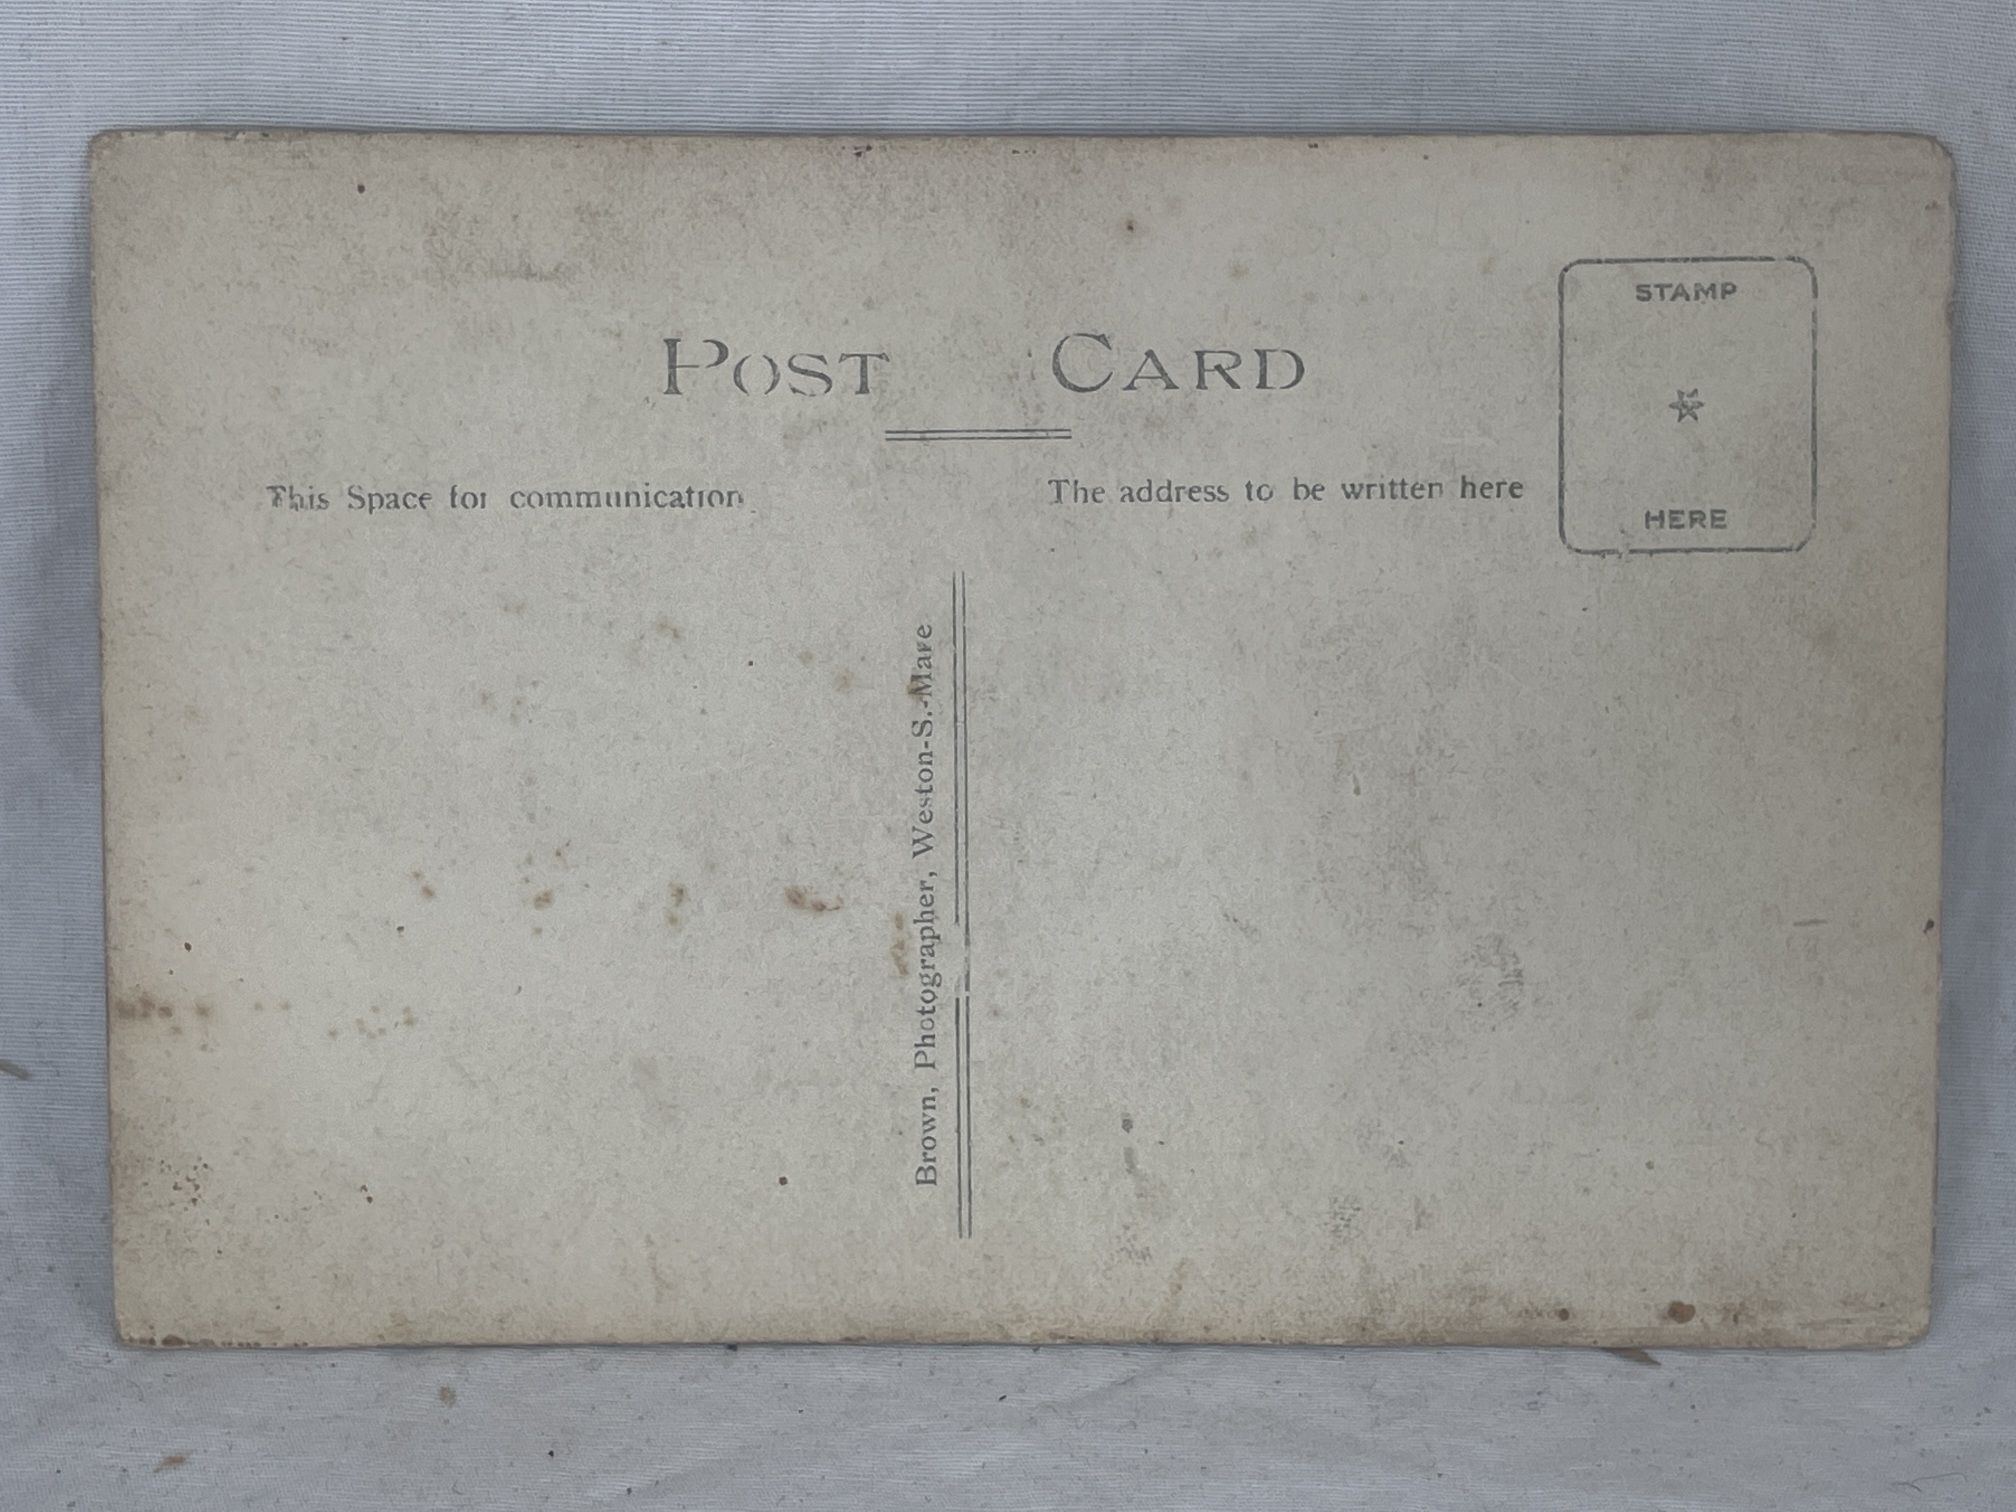 POST CARD
STAMP
HERE
This Space for communication
The address to be written here
Brown, Photographer, Weston-S.-Mare